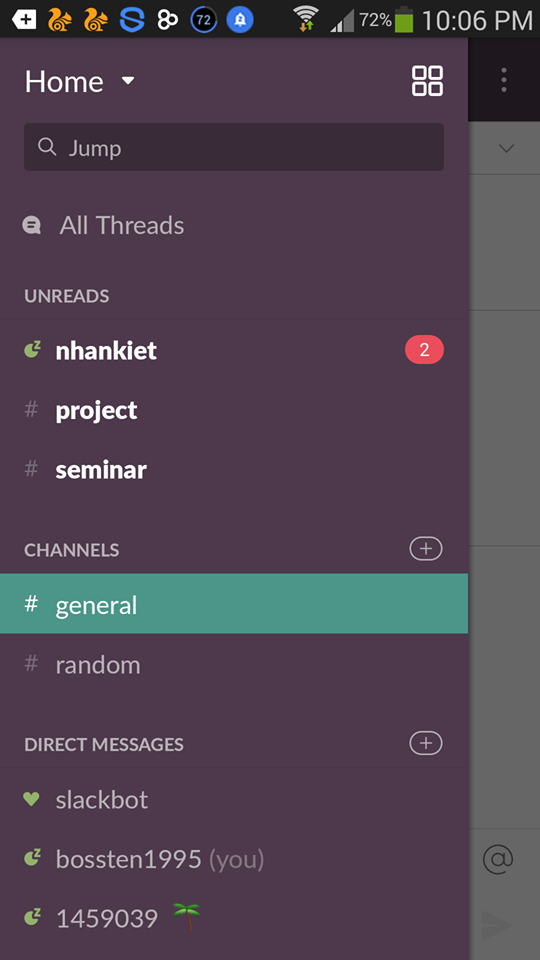 72 72% 10:06 PM
Home
Jump
All Threads
UNREADS
nhankiet 2
# project
# seminar
CHANNELS
# general
# random
DIRECT MESSAGES
slackbot
bossten1995 (you)
@
1459039